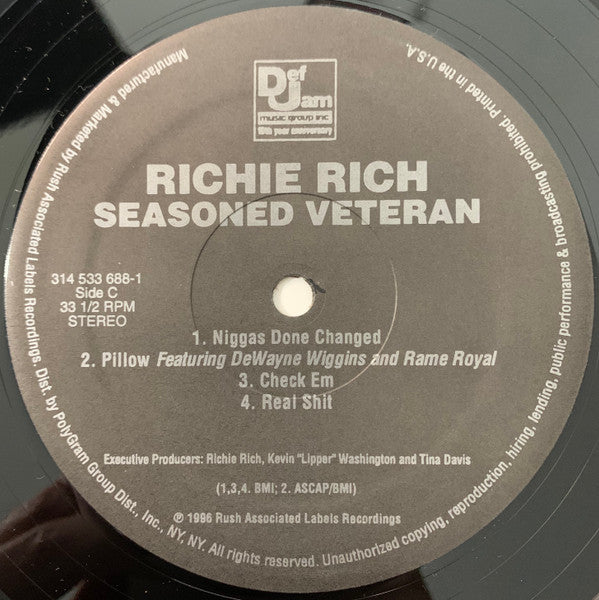 Def
Jam
music group inc
10th year anniversary
RICHIE RICH
SEASONED VETERAN
314 533 688-1
Side C
33 1/2 RPM
STEREO
1. Niggas Done Changed
2. Pillow Featuring DeWayne Wiggins and Rame Royal
3. Check Em
4. Real Shit
Executive Producers: Richie Rich, Kevin "Lipper" Washington and Tina Davis
(1,3,4. BMI; 2. ASCAP/BMI)
℗ 1996 Rush Associated Labels Recordings
Manufactured & Marketed by Rush Associated Labels Recordings. Dist. by PolyGram Group Dist., Inc., NY, NY. All rights reserved. Unauthorized copying, reproduction, hiring, lending, public performance & broadcasting prohibited. Printed in the U.S.A.